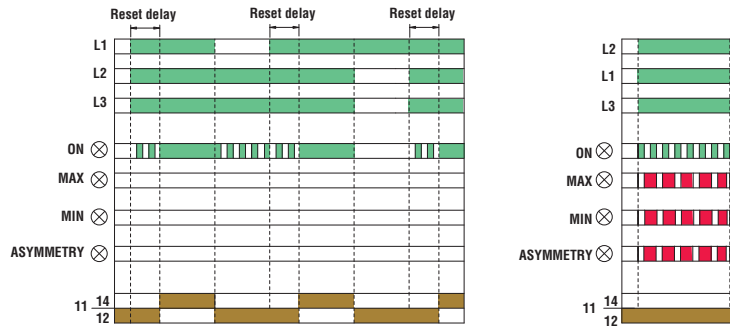 Reset delay Reset delay Reset delay
L1
L2
L3
ON
MAX
MIN
ASYMMETRY
11 14
12
L2
L1
L3
ON
MAX
MIN
ASYMMETRY
11 14
12